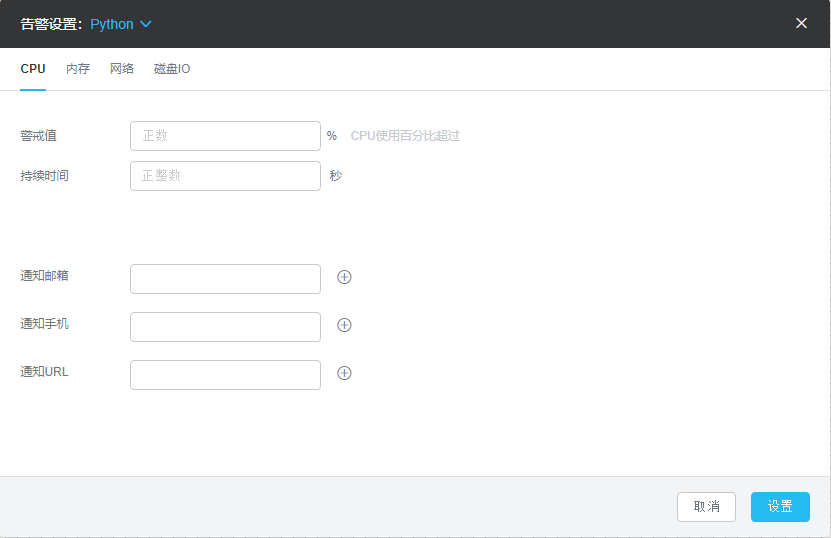 告警设置: Python
CPU 内存 网络 磁盘IO
警戒值 正数 % CPU使用百分比超过
持续时间 正整数 秒
通知邮箱
通知手机
通知URL
取消 设置